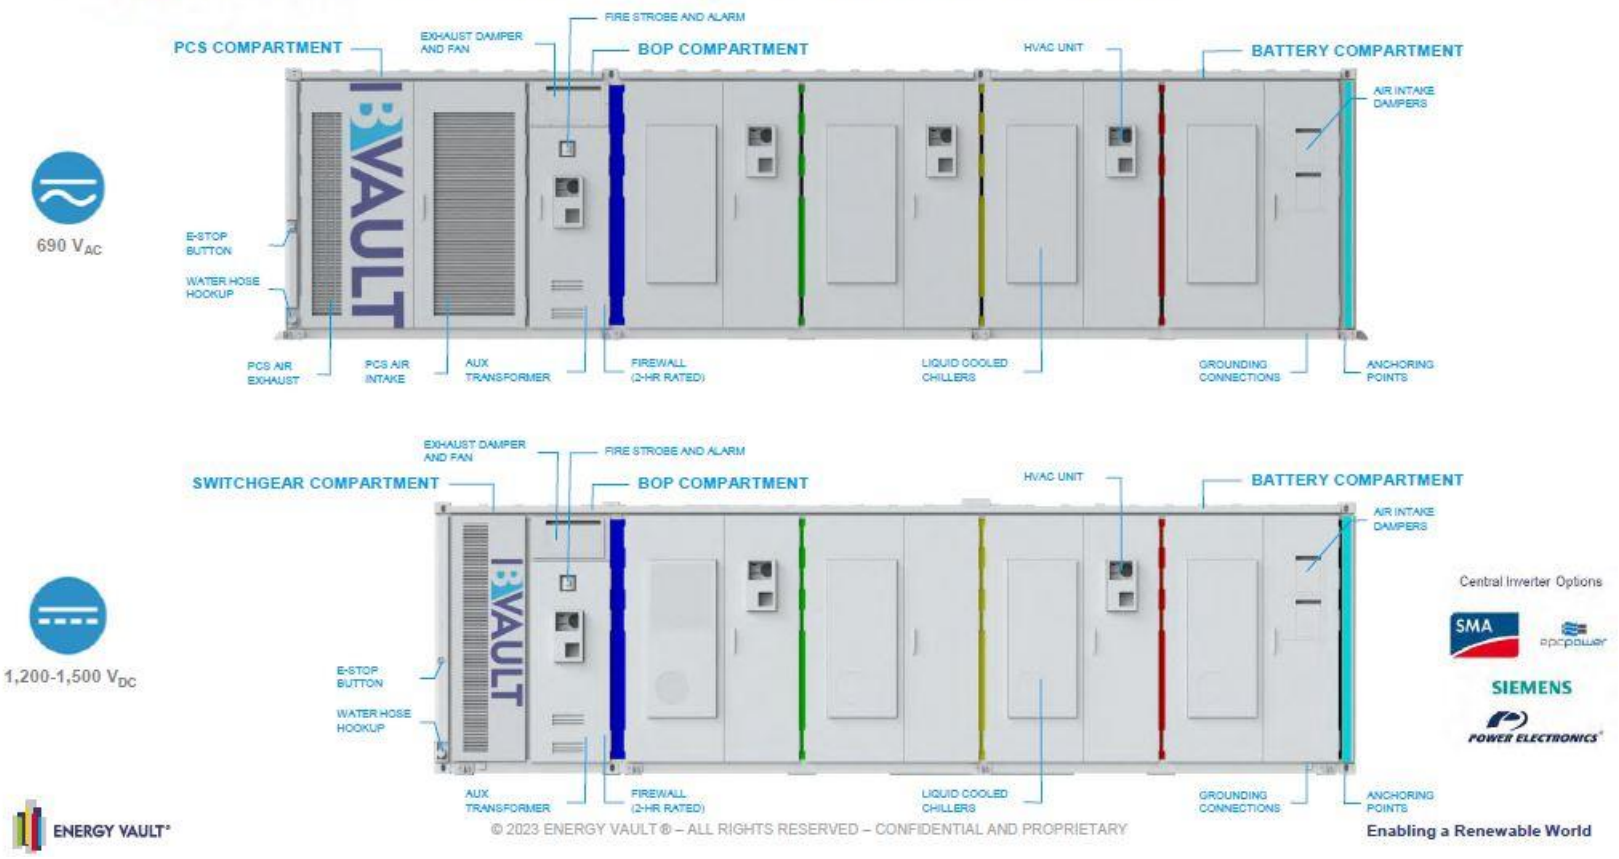 FIRE STROBE AND ALARM
EXHAUST DAMPER
AND FAN
PCS COMPARTMENT
BOP COMPARTMENT
HVAC UNIT
BATTERY COMPARTMENT
AIR INTAKE
DAMPERS
BVAULT
690 VAC
E-STOP
BUTTON
WATER HOSE
HOOKUP
PCS AIR
EXHAUST
PCS AIR
INTAKE
AUX
TRANSFORMER
FIREWALL
(2-HR RATED)
LIQUID COOLED
CHILLERS
GROUNDING
CONNECTIONS
ANCHORING
POINTS
EXHAUST DAMPER
AND FAN
FIRE STROBE AND ALARM
SWITCHGEAR COMPARTMENT
BOP COMPARTMENT
HVAC UNIT
BATTERY COMPARTMENT
AIR INTAKE
DAMPERS
BVAULT
1,200-1,500 VDC
E-STOP
BUTTON
WATER HOSE
HOOKUP
AUX
TRANSFORMER
FIREWALL
(2-HR RATED)
LIQUID COOLED
CHILLERS
GROUNDING
CONNECTIONS
ANCHORING
POINTS
Central Inverter Options
SMA
epcpower
SIEMENS
POWER ELECTRONICS®
ENERGY VAULT®
© 2023 ENERGY VAULT® – ALL RIGHTS RESERVED – CONFIDENTIAL AND PROPRIETARY
Enabling a Renewable World